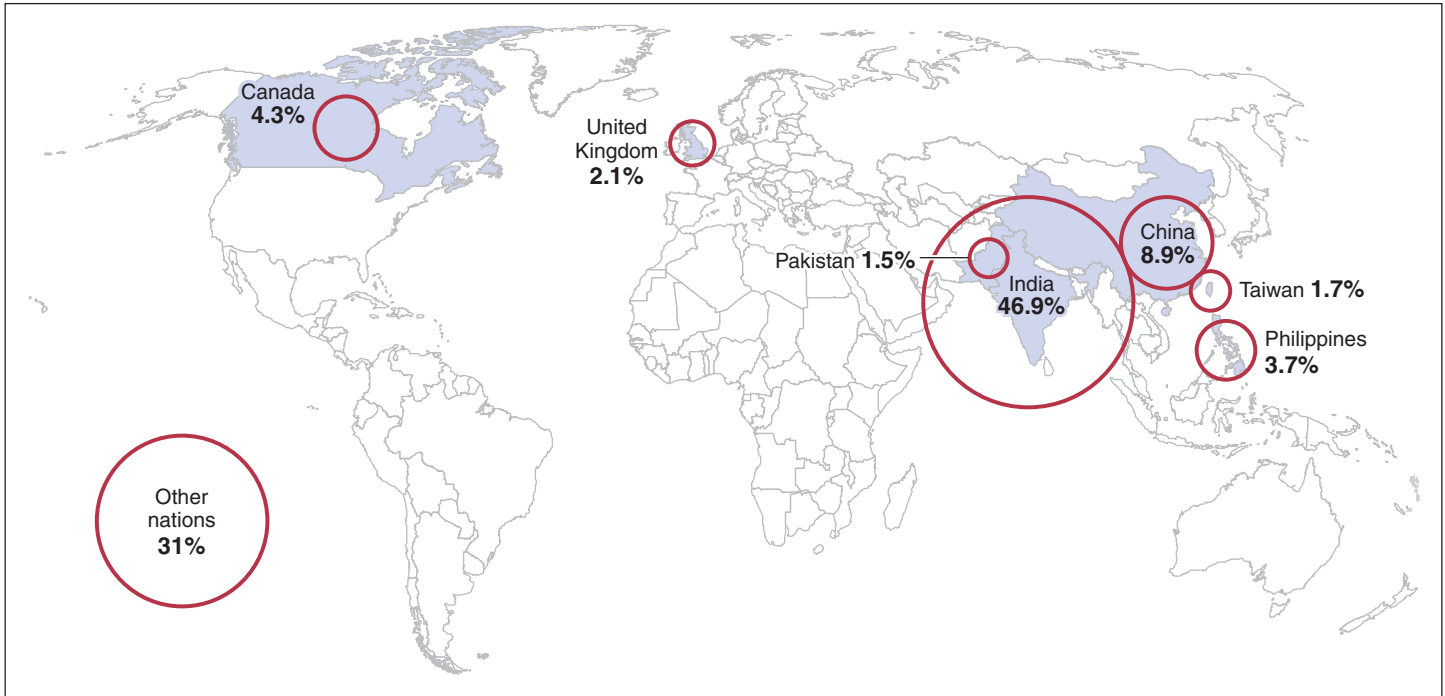 Canada
4.3%
United
Kingdom
2.1%
China
8.9%
Pakistan 1.5%
India
46.9%
Taiwan 1.7%
Philippines
3.7%
Other
nations
31%